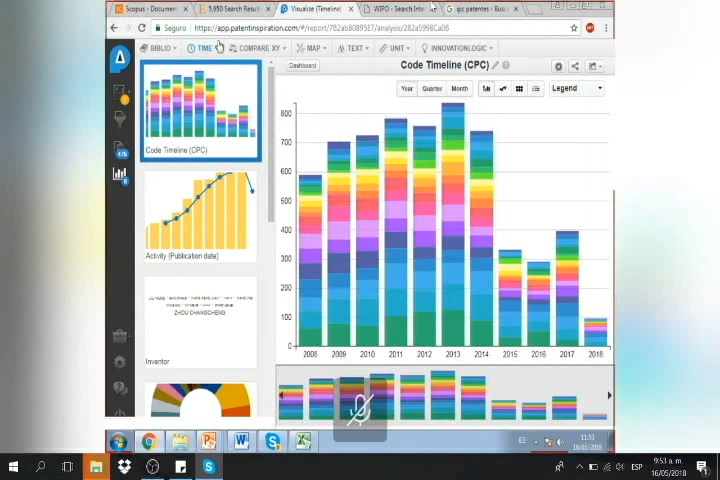 Scopus - Documen
5,950 Search Result
Visualize (Timeline)
WIPO - Search Inte
ipc patentes - Busc
Seguro
https://app.patentinspiration.com/#/report/
BIBLIO
TIME
COMPARE XY
MAP
TEXT
UNIT
INNOVATIONLOGIC
Dashboard
Code Timeline (CPC)
Year
Quarter
Month
Legend
Code Timeline (CPC)
Activity (Publication date)
ZHOU CHANGCHENG
Inventor
800
700
600
500
400
300
200
100
0
2008 2009 2010 2011 2012 2013 2014 2015 2016 2017 2018
ES
11:53
16/05/2018
ESP
9:53 a. m.
16/05/2018